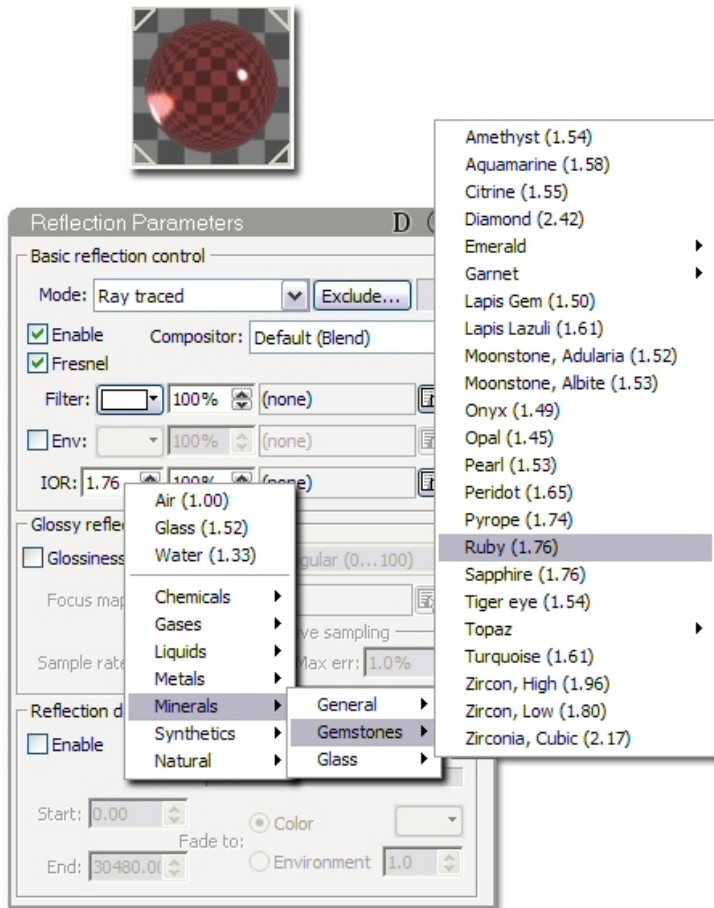 Reflection Parameters D
Basic reflection control
Mode: Ray traced Exclude...
Enable Compositor: Default (Blend)
Fresnel
Filter: 100% (none)
Env: 100% (none)
IOR: 1.76 100% (none)
Glossy
Glossiness gular (0...100)
Focus
sampling
Sample Max err: 1.0%
Reflection
Enable
Start: 0.00
Fade to:
Color
End: 30480.0
Environment 1.0
Air (1.00)
Glass (1.52)
Water (1.33)
Chemicals
Gases
Liquids
Metals
Minerals
Synthetics
Natural
General
Gemstones
Glass
Amethyst (1.54)
Aquamarine (1.58)
Citrine (1.55)
Diamond (2.42)
Emerald
Garnet
Lapis Gem (1.50)
Lapis Lazuli (1.61)
Moonstone, Adularia (1.52)
Moonstone, Albite (1.53)
Onyx (1.49)
Opal (1.45)
Pearl (1.53)
Peridot (1.65)
Pyrope (1.74)
Ruby (1.76)
Sapphire (1.76)
Tiger eye (1.54)
Topaz
Turquoise (1.61)
Zircon, High (1.96)
Zircon, Low (1.80)
Zirconia, Cubic (2.17)